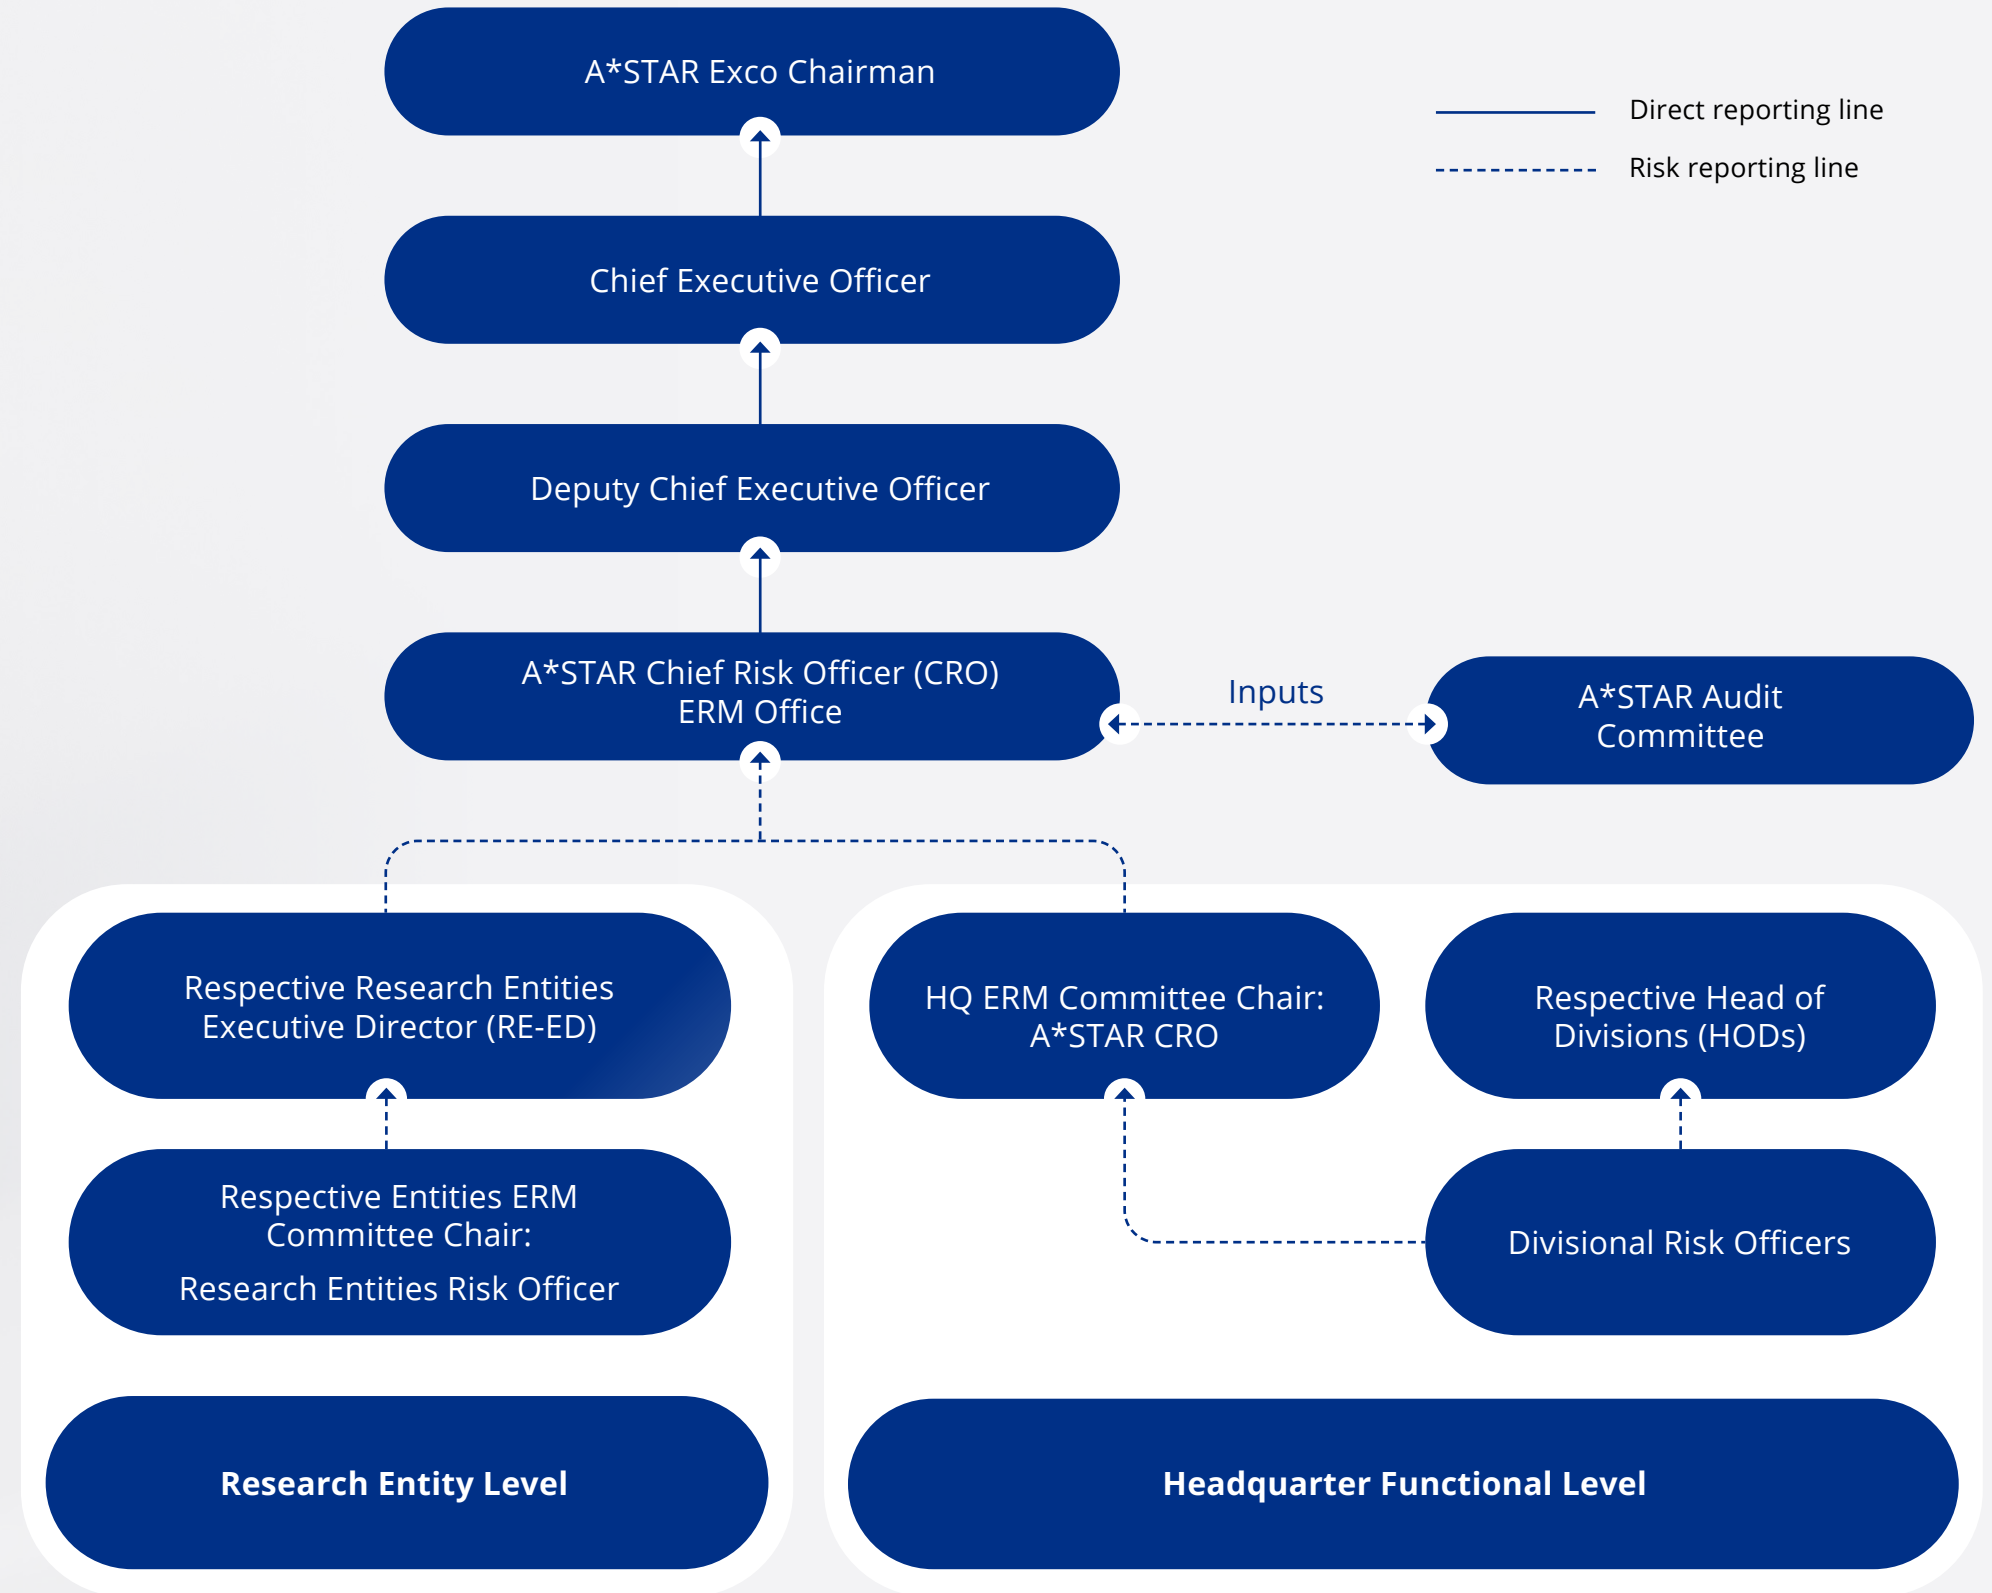 A*STAR Exco Chairman
Direct reporting line
Risk reporting line
Chief Executive Officer
Deputy Chief Executive Officer
A*STAR Chief Risk Officer (CRO)
ERM Office
Inputs
A*STAR Audit
Committee
Respective Research Entities
Executive Director (RE-ED)
HQ ERM Committee Chair:
A*STAR CRO
Respective Head of
Divisions (HODs)
Respective Entities ERM
Committee Chair:
Research Entities Risk Officer
Divisional Risk Officers
Research Entity Level
Headquarter Functional Level